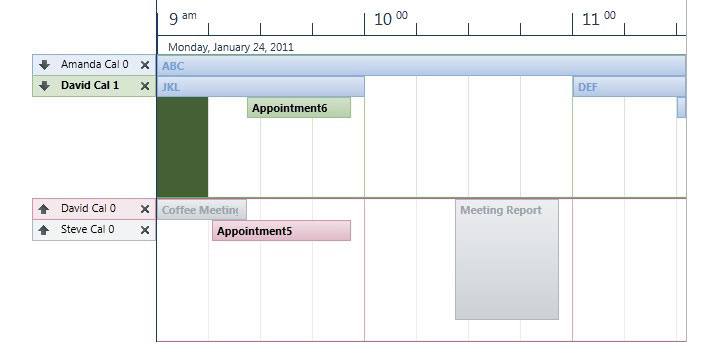 9 am 10 00 11 00
Monday, January 24, 2011
Amanda Cal 0
ABC
David Cal 1
JKL
DEF
Appointment6
David Cal 0
Coffee Meeting
Meeting Report
Steve Cal 0
Appointment5